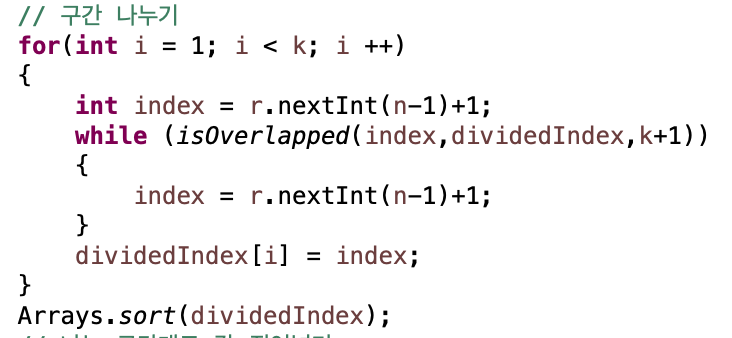 // 구간 나누기
for(int i = 1; i < k; i ++)
{
    int index = r.nextInt(n-1)+1;
    while (isOverlapped(index,dividedIndex,k+1))
    {
        index = r.nextInt(n-1)+1;
    }
    dividedIndex[i] = index;
}
Arrays.sort(dividedIndex);